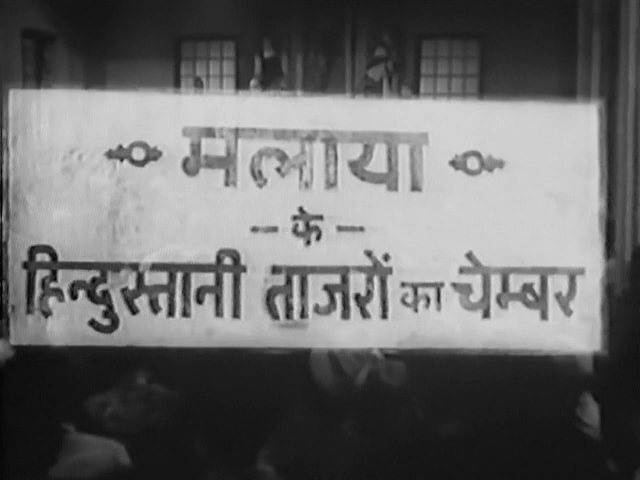 मलाया
- के -
हिन्दुस्तानी ताजरों का चेम्बर